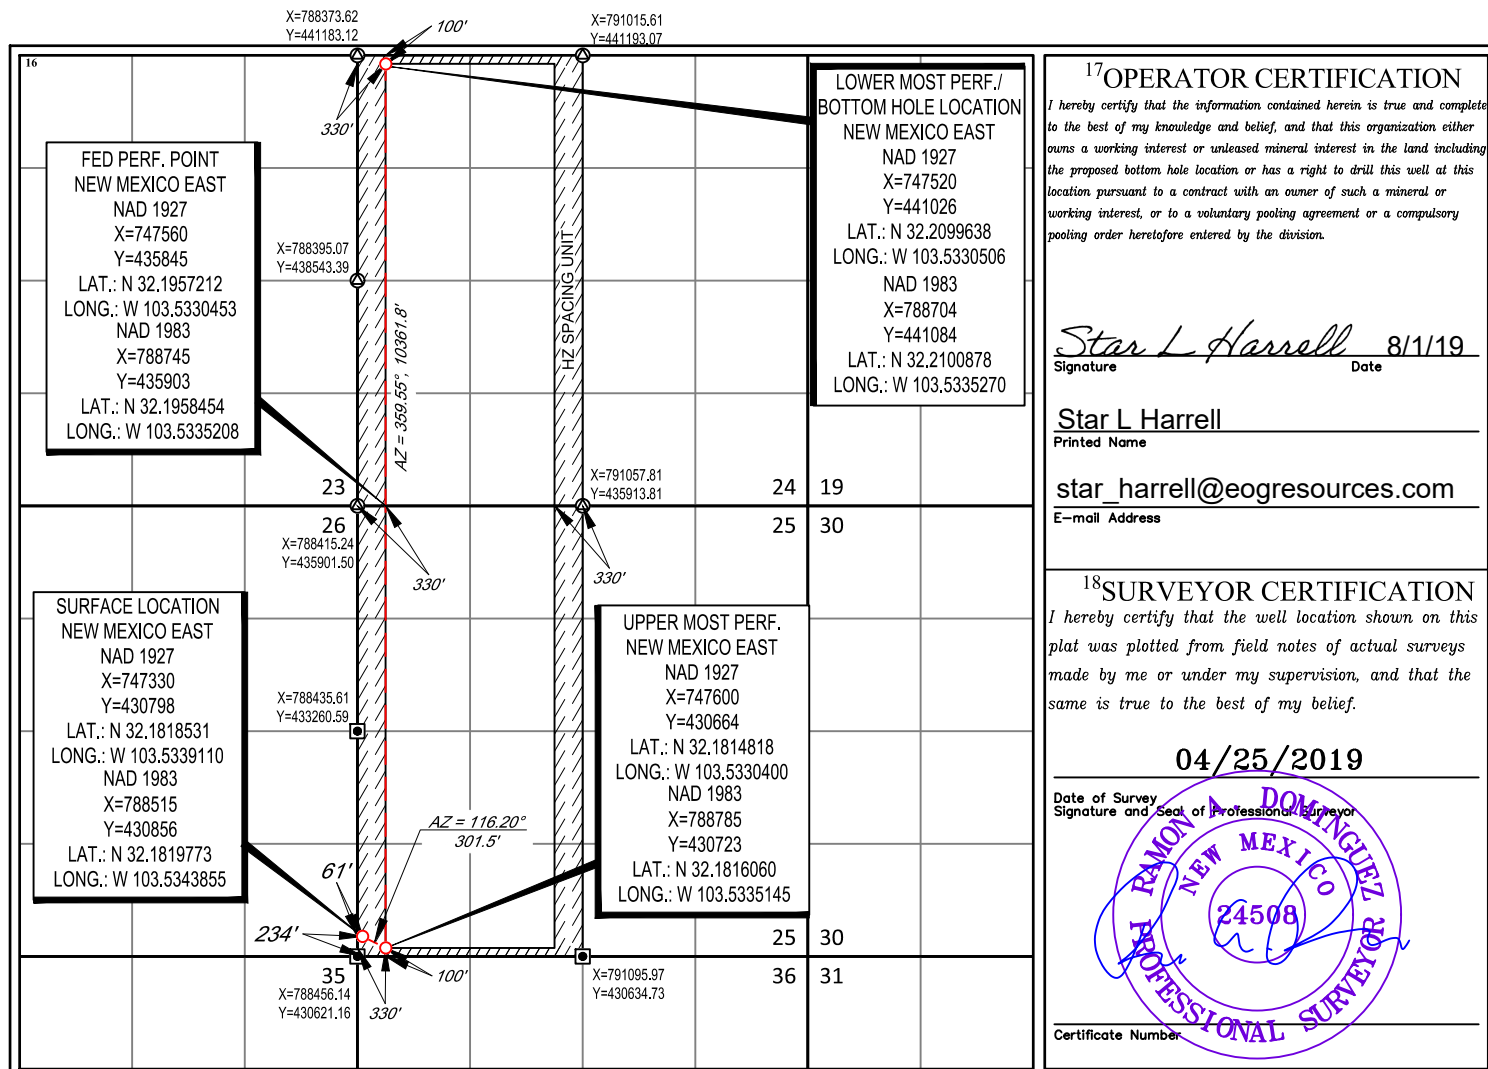 X=788373.62
Y=441183.12
100'
X=791015.61
Y=441193.07
16
330'
LOWER MOST PERF./
BOTTOM HOLE LOCATION
NEW MEXICO EAST
NAD 1927
X=747520
Y=441026
LAT.: N 32.2099638
LONG.: W 103.5330506
NAD 1983
X=788704
Y=441084
LAT.: N 32.2100878
LONG.: W 103.5335270
FED PERF. POINT
NEW MEXICO EAST
NAD 1927
X=747560
Y=435845
LAT.: N 32.1957212
LONG.: W 103.5330453
NAD 1983
X=788745
Y=435903
LAT.: N 32.1958454
LONG.: W 103.5335208
X=788395.07
Y=438543.39
AZ = 359.55°, 10361.8'
HZ SPACING UNIT
X=791057.81
Y=435913.81
23
24 19
26
25 30
X=788415.24
Y=435901.50
330'
330'
SURFACE LOCATION
NEW MEXICO EAST
NAD 1927
X=747330
Y=430798
LAT.: N 32.1818531
LONG.: W 103.5339110
NAD 1983
X=788515
Y=430856
LAT.: N 32.1819773
LONG.: W 103.5343855
X=788435.61
Y=433260.59
UPPER MOST PERF.
NEW MEXICO EAST
NAD 1927
X=747600
Y=430664
LAT.: N 32.1814818
LONG.: W 103.5330400
NAD 1983
X=788785
Y=430723
LAT.: N 32.1816060
LONG.: W 103.5335145
AZ = 116.20°
301.5'
61'
234'
25 30
35
36 31
100'
X=788456.14
Y=430621.16
330'
X=791095.97
Y=430634.73
17 OPERATOR CERTIFICATION
I hereby certify that the information contained herein is true and complete
to the best of my knowledge and belief, and that this organization either
owns a working interest or unleased mineral interest in the land including
the proposed bottom hole location or has a right to drill this well at this
location pursuant to a contract with an owner of such a mineral or
working interest, or to a voluntary pooling agreement or a compulsory
pooling order heretofore entered by the division.
Star L Harrell 8/1/19
Signature Date
Star L Harrell
Printed Name
star_harrell@eogresources.com
E-mail Address
18 SURVEYOR CERTIFICATION
I hereby certify that the well location shown on this
plat was plotted from field notes of actual surveys
made by me or under my supervision, and that the
same is true to the best of my belief.
04/25/2019
Date of Survey
Signature and Seal of Professional Surveyor
RAMON A. DOMINGUEZ
NEW MEXICO
24508
PROFESSIONAL SURVEYOR
Certificate Number